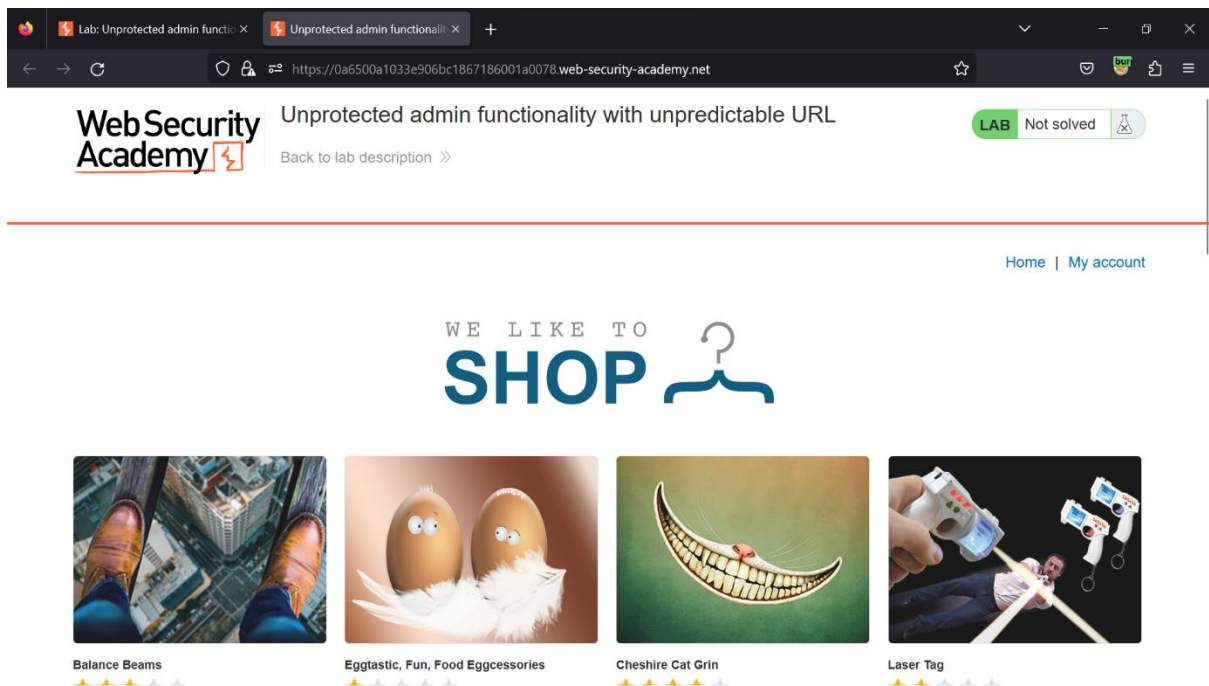 Lab: Unprotected admin functio
Unprotected admin functionalit
https://0a6500a1033e906bc1867186001a0078.web-security-academy.net
Web Security
Academy
Unprotected admin functionality with unpredictable URL
Back to lab description
LAB Not solved
Home | My account
WE LIKE TO
SHOP
Balance Beams
Eggtastic, Fun, Food Eggcessories
Cheshire Cat Grin
Laser Tag